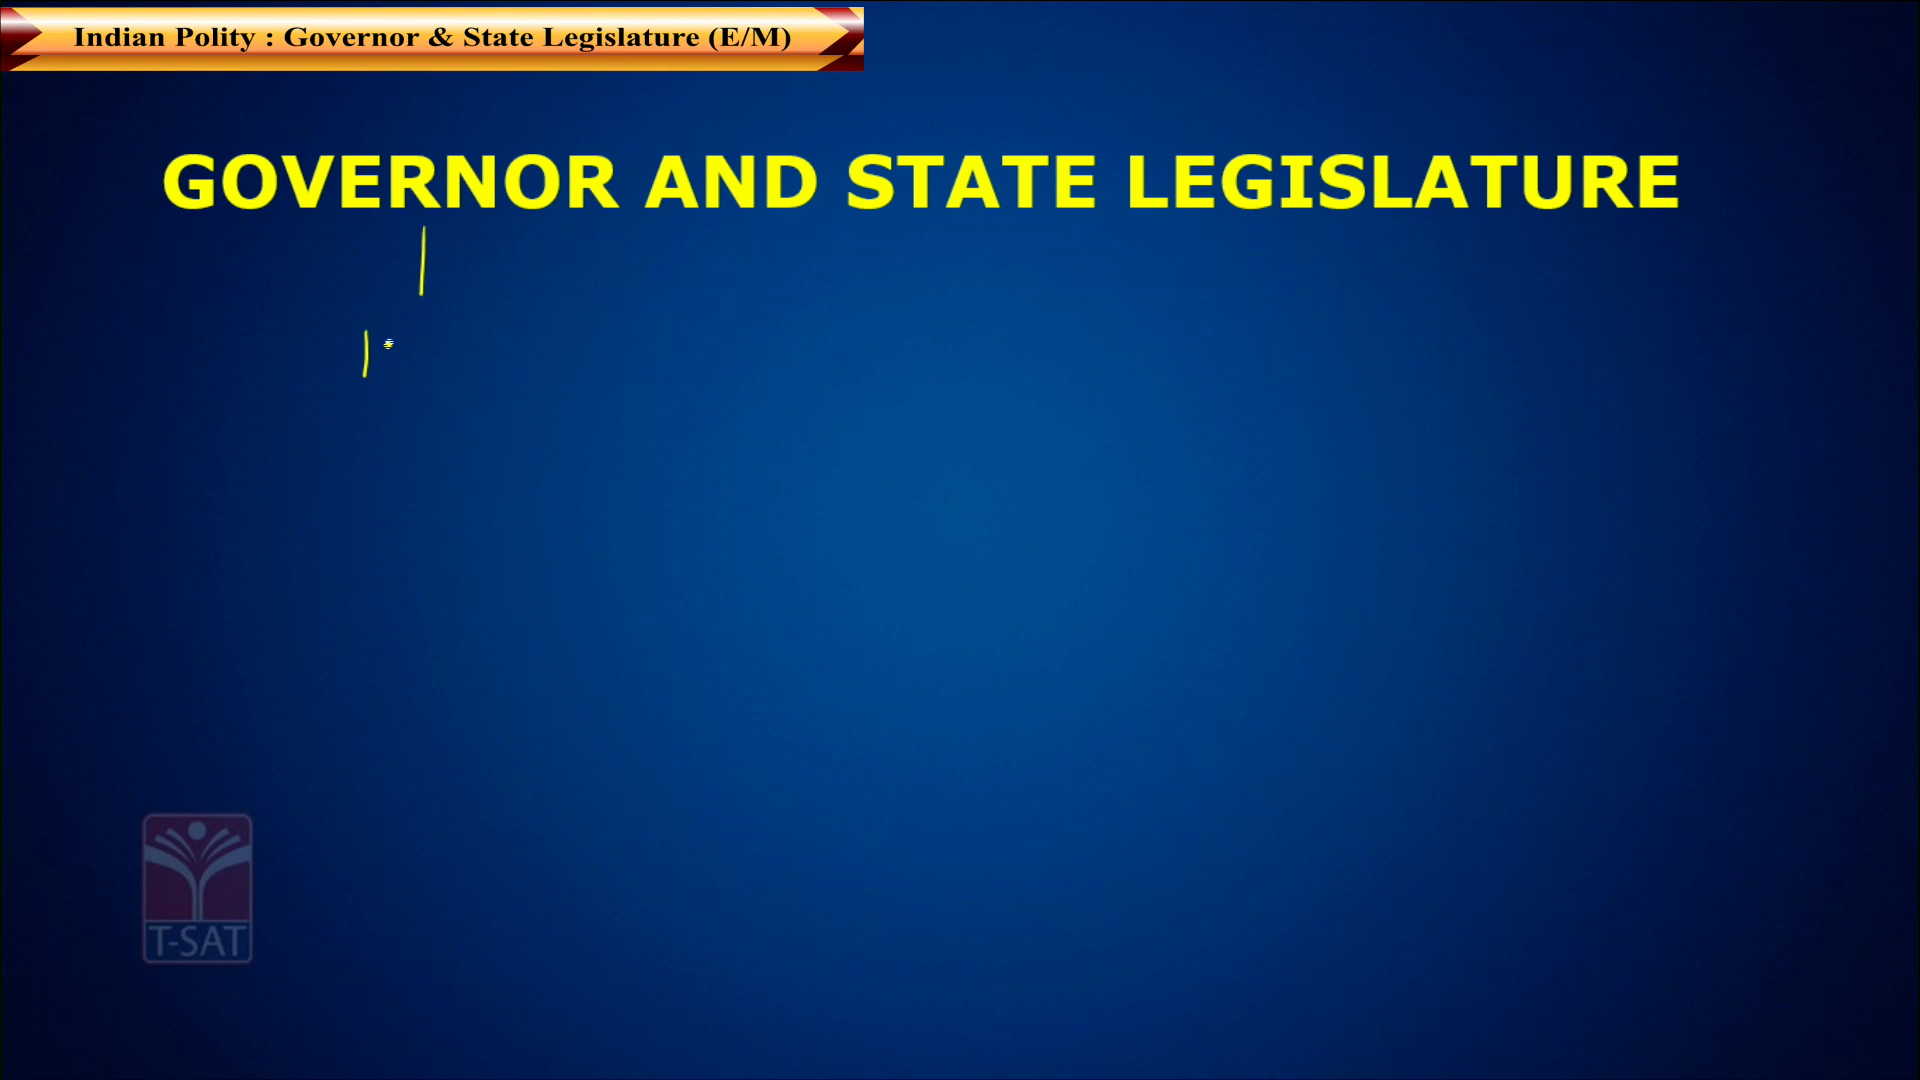 Indian Polity : Governor & State Legislature (E/M)
GOVERNOR AND STATE LEGISLATURE
T-SAT